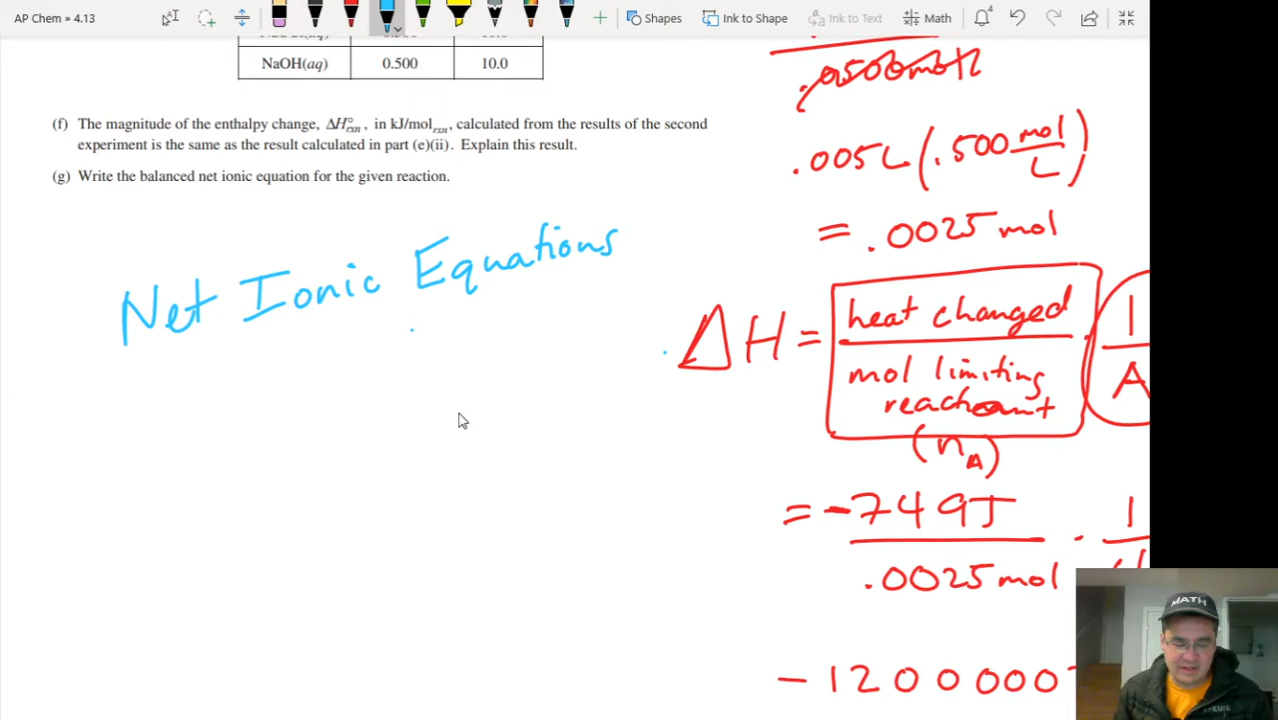 AP Chem » 4.13
Shapes
Ink to Shape
Ink to Text
Math
NaOH(aq) 0.500 10.0
(f) The magnitude of the enthalpy change, ΔH°rxn, in kJ/molrxn, calculated from the results of the second
experiment is the same as the result calculated in part (e)(ii). Explain this result.
(g) Write the balanced net ionic equation for the given reaction.
Net Ionic Equations
.005L (.500 mol/L)
= .0025 mol
ΔH = heat changed / mol limiting reactant · 1/A
(nA)
= -749J / .0025 mol · 1
-1200000
MATH